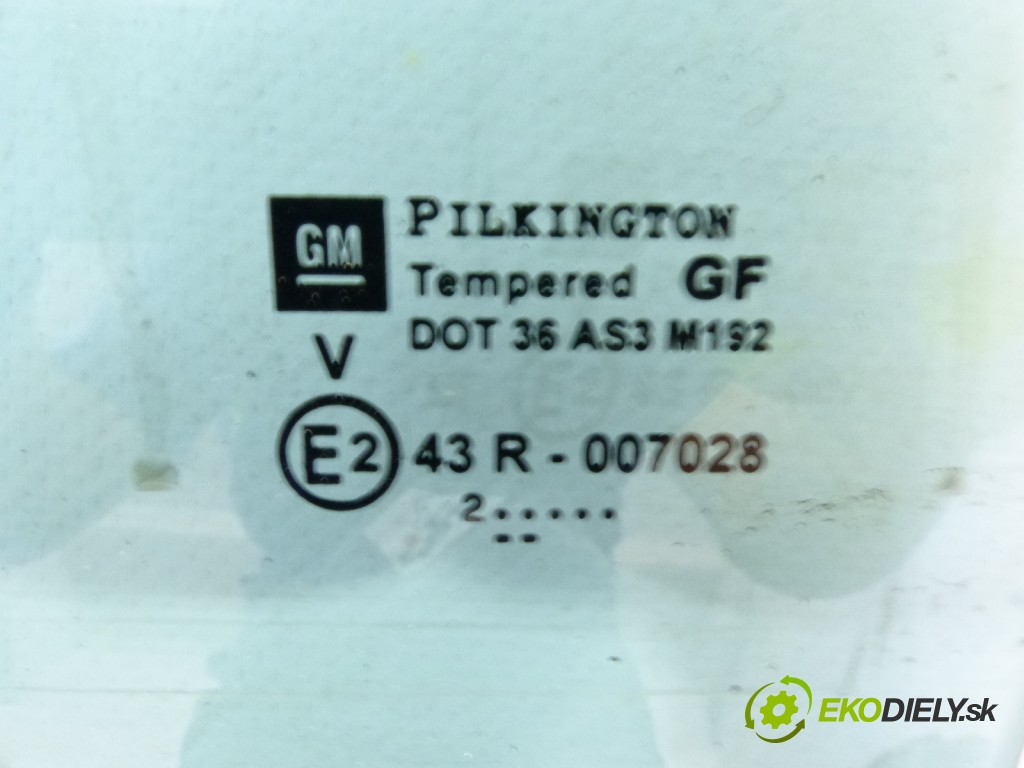 GM
PILKINGTON
Tempered GF
DOT 36 AS3 M192
V
E2 43 R - 007028
2.....
--
EKODIELY.sk